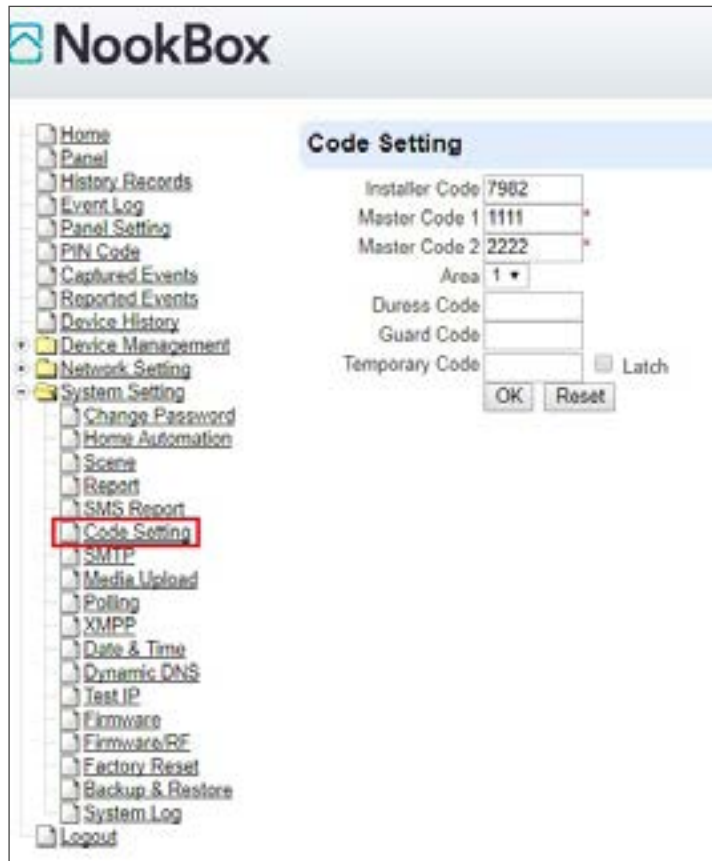 NookBox
Home
Panel
History Records
Event Log
Panel Setting
PIN Code
Captured Events
Reported Events
Device History
Device Management
Network Setting
System Setting
Change Password
Home Automation
Scene
Report
SMS Report
Code Setting
SMTP
Media Upload
Polling
XMPP
Date & Time
Dynamic DNS
Test IP
Firmware
Firmware/RF
Factory Reset
Backup & Restore
System Log
Logout
Code Setting
Installer Code 7982
Master Code 1 1111 *
Master Code 2 2222 *
Area 1
Duress Code
Guard Code
Temporary Code Latch
OK Reset